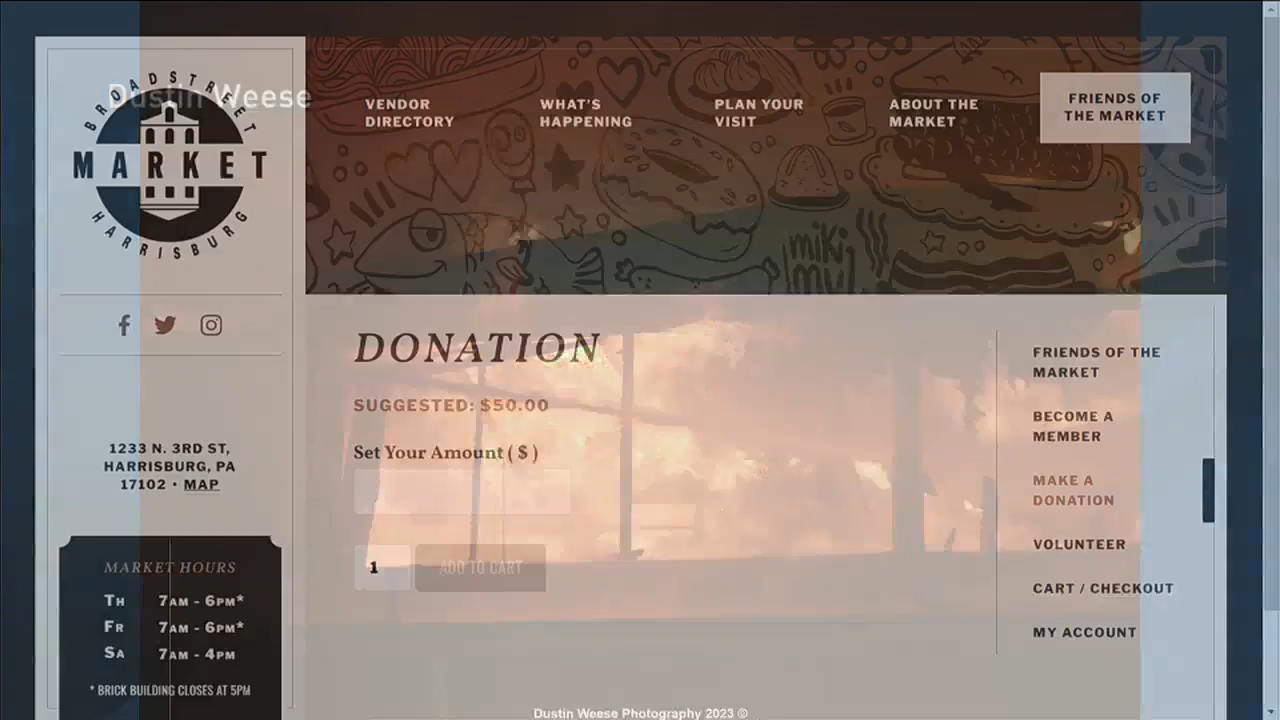 Dustin Weese
BROAD STREET
MARKET
HARRISBURG
VENDOR
DIRECTORY
WHAT'S
HAPPENING
PLAN YOUR
VISIT
ABOUT THE
MARKET
FRIENDS OF
THE MARKET
miki
DONATION
SUGGESTED: $50.00
Set Your Amount ( $ )
1
ADD TO CART
FRIENDS OF THE
MARKET
BECOME A
MEMBER
MAKE A
DONATION
VOLUNTEER
CART / CHECKOUT
MY ACCOUNT
1233 N. 3RD ST,
HARRISBURG, PA
17102 • MAP
MARKET HOURS
TH 7AM - 6PM*
FR 7AM - 6PM*
SA 7AM - 4PM
* BRICK BUILDING CLOSES AT 5PM
Dustin Weese Photography 2023 ©